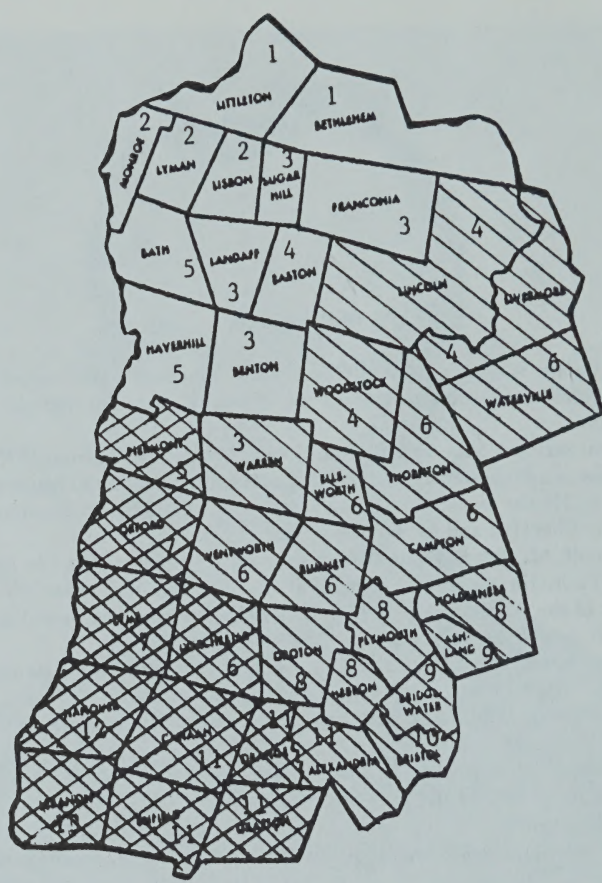 1
LITTLETON
1
BETHLEHEM
2
MONROE
2
LYMAN
2
LISBON
3
SUGAR
HILL
FRANCONIA
3
4
BATH
5
LANDAFF
3
4
EASTON
LINCOLN
LIVERMORE
4
HAVERHILL
5
3
BENTON
WOODSTOCK
4
6
WATERVILLE
PIERMONT
5
3
WARREN
ELLS-
WORTH
6
6
THORNTON
ORFORD
7
WENTWORTH
6
RUMNEY
6
6
CAMPTON
LYME
7
DORCHESTER
6
GROTON
8
8
PLYMOUTH
HOLDERNESS
8
ASH-
LAND
9
8
HEBRON
9
BRIDGE-
WATER
HANOVER
12
CANAAN
11
11
ORANGE
11
ALEXANDRIA
10
BRISTOL
LEBANON
13
ENFIELD
11
11
GRAFTON